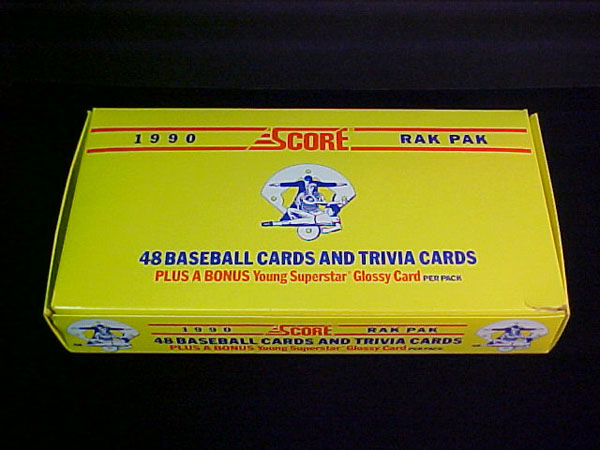 1990 SCORE RAK PAK
48 BASEBALL CARDS AND TRIVIA CARDS
PLUS A BONUS Young Superstar Glossy Card PER PACK
1990 SCORE RAK PAK
48 BASEBALL CARDS AND TRIVIA CARDS
PLUS A BONUS Young Superstar Glossy Card PER PACK